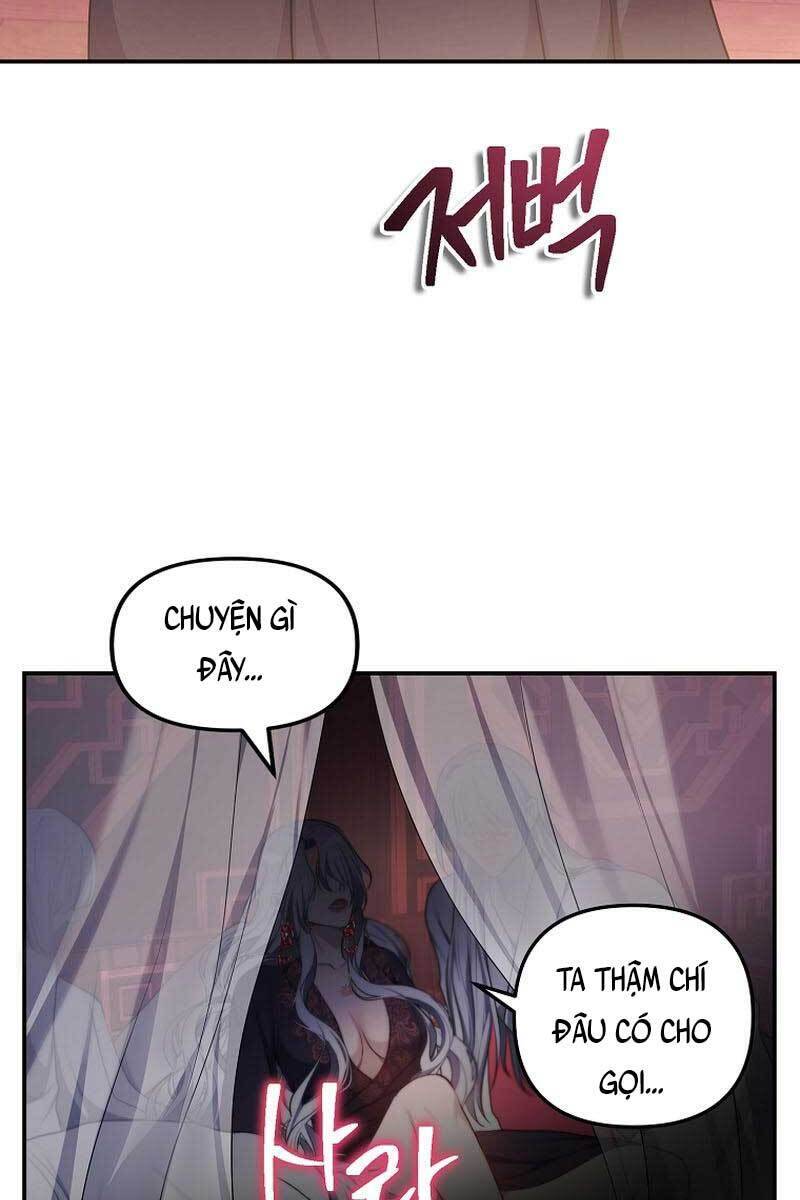 저벅
CHUYỆN GÌ
ĐÂY...
TA THẬM CHÍ
ĐÂU CÓ CHO
GỌI...
사락